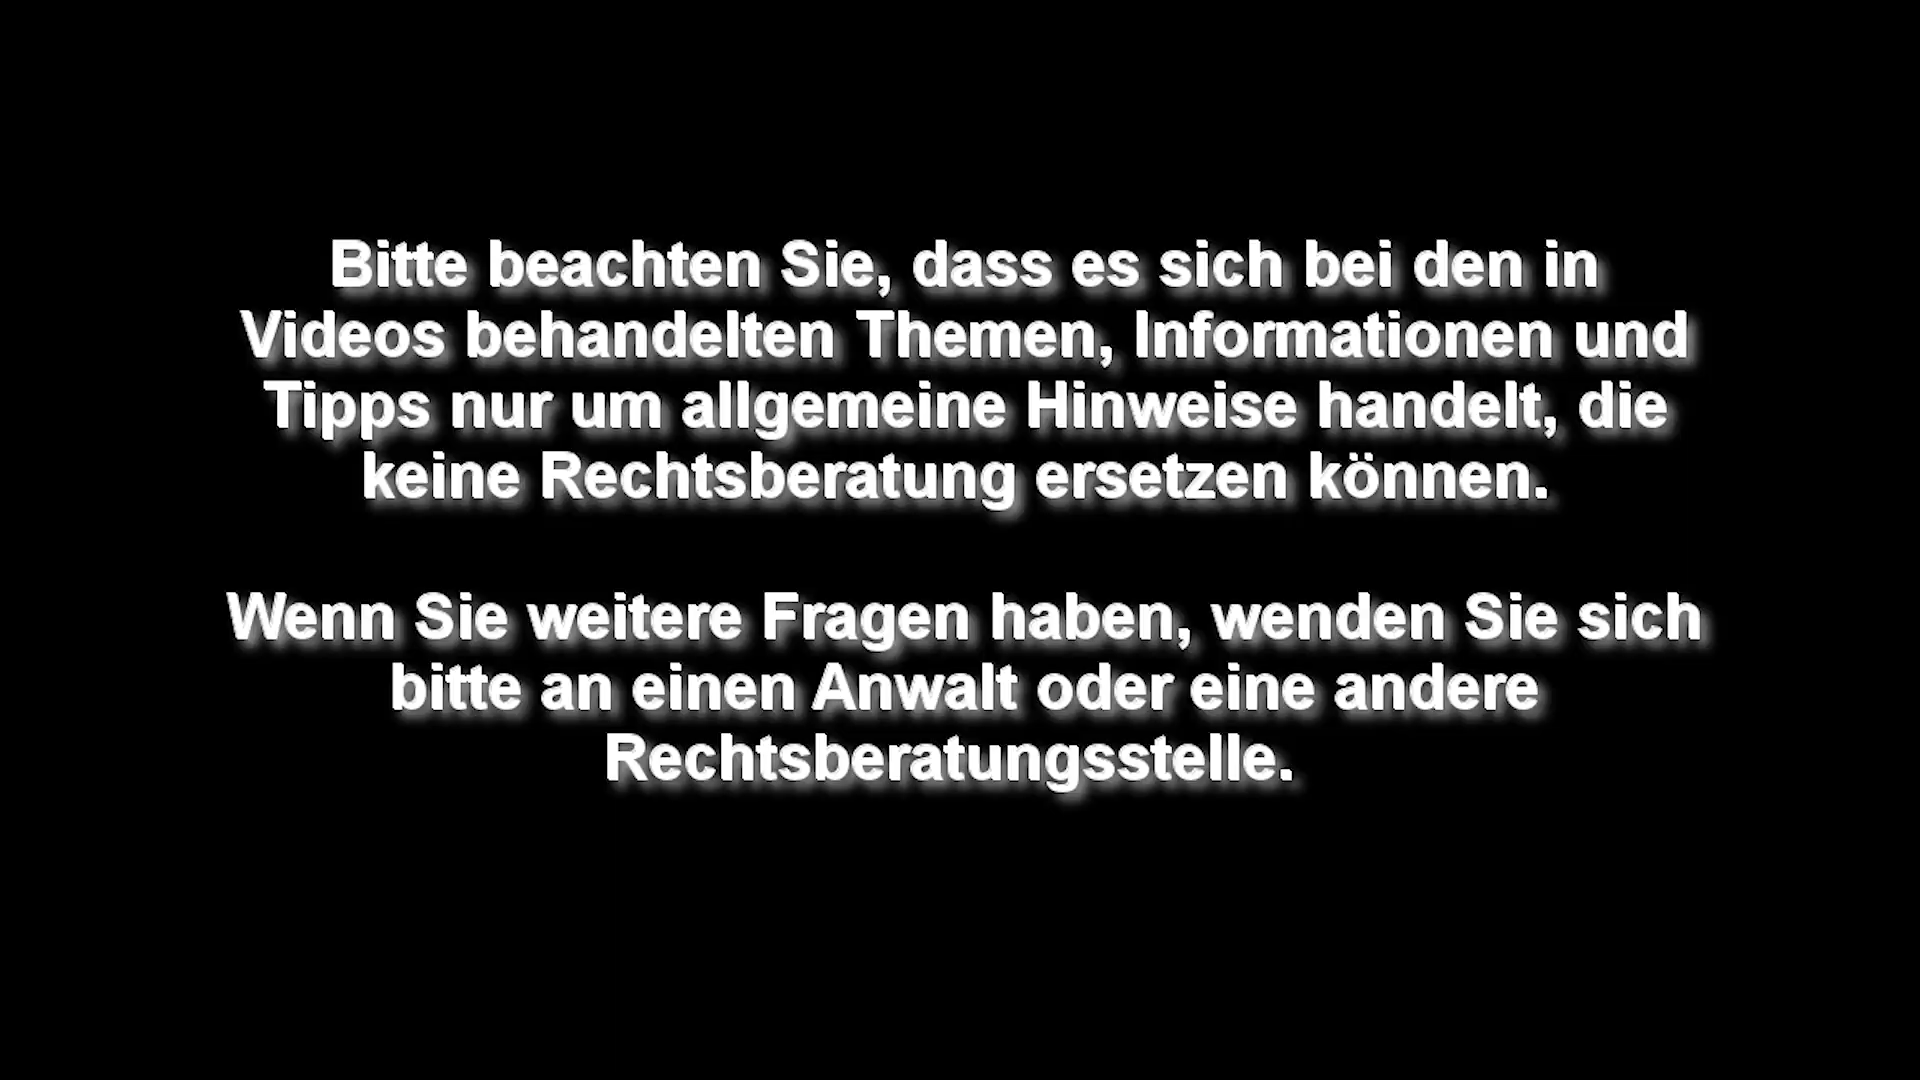 Bitte beachten Sie, dass es sich bei den in
Videos behandelten Themen, Informationen und
Tipps nur um allgemeine Hinweise handelt, die
keine Rechtsberatung ersetzen können.
Wenn Sie weitere Fragen haben, wenden Sie sich
bitte an einen Anwalt oder eine andere
Rechtsberatungsstelle.